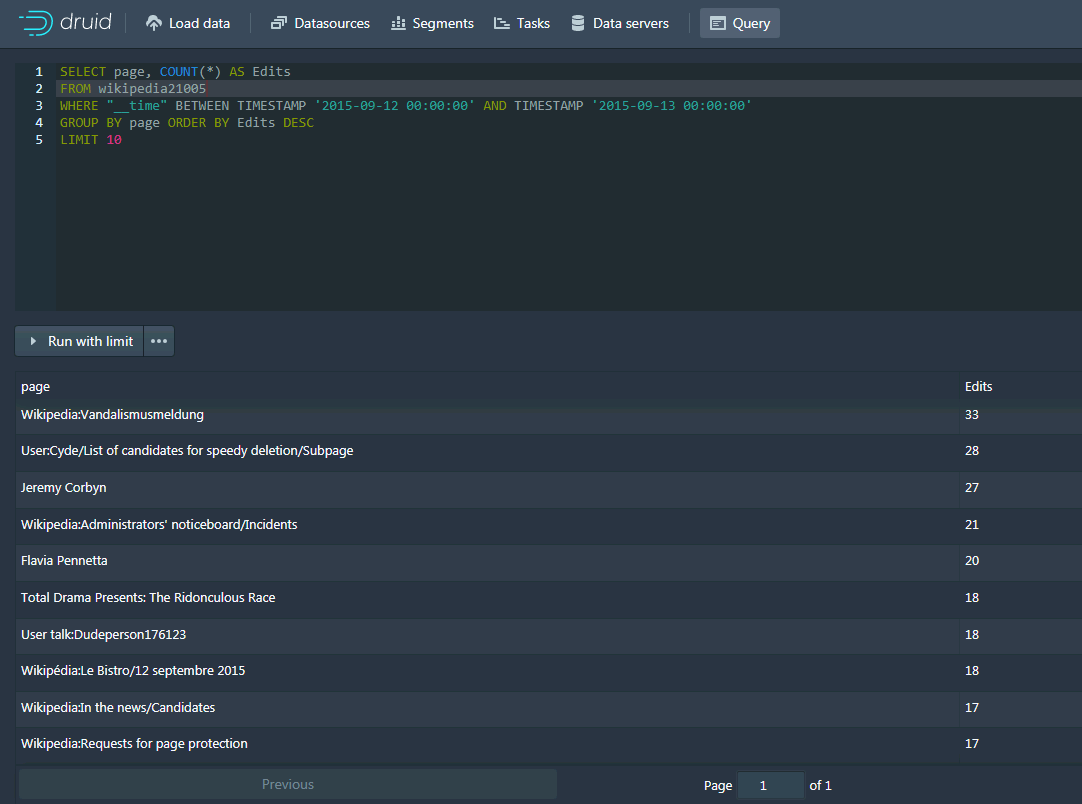 druid Load data Datasources Segments Tasks Data servers Query
1 SELECT page, COUNT(*) AS Edits
2 FROM wikipedia21005
3 WHERE "__time" BETWEEN TIMESTAMP '2015-09-12 00:00:00' AND TIMESTAMP '2015-09-13 00:00:00'
4 GROUP BY page ORDER BY Edits DESC
5 LIMIT 10
Run with limit •••
page Edits
Wikipedia:Vandalismusmeldung 33
User:Cyde/List of candidates for speedy deletion/Subpage 28
Jeremy Corbyn 27
Wikipedia:Administrators' noticeboard/Incidents 21
Flavia Pennetta 20
Total Drama Presents: The Ridonculous Race 18
User talk:Dudeperson176123 18
Wikipédia:Le Bistro/12 septembre 2015 18
Wikipedia:In the news/Candidates 17
Wikipedia:Requests for page protection 17
Previous Page 1 of 1